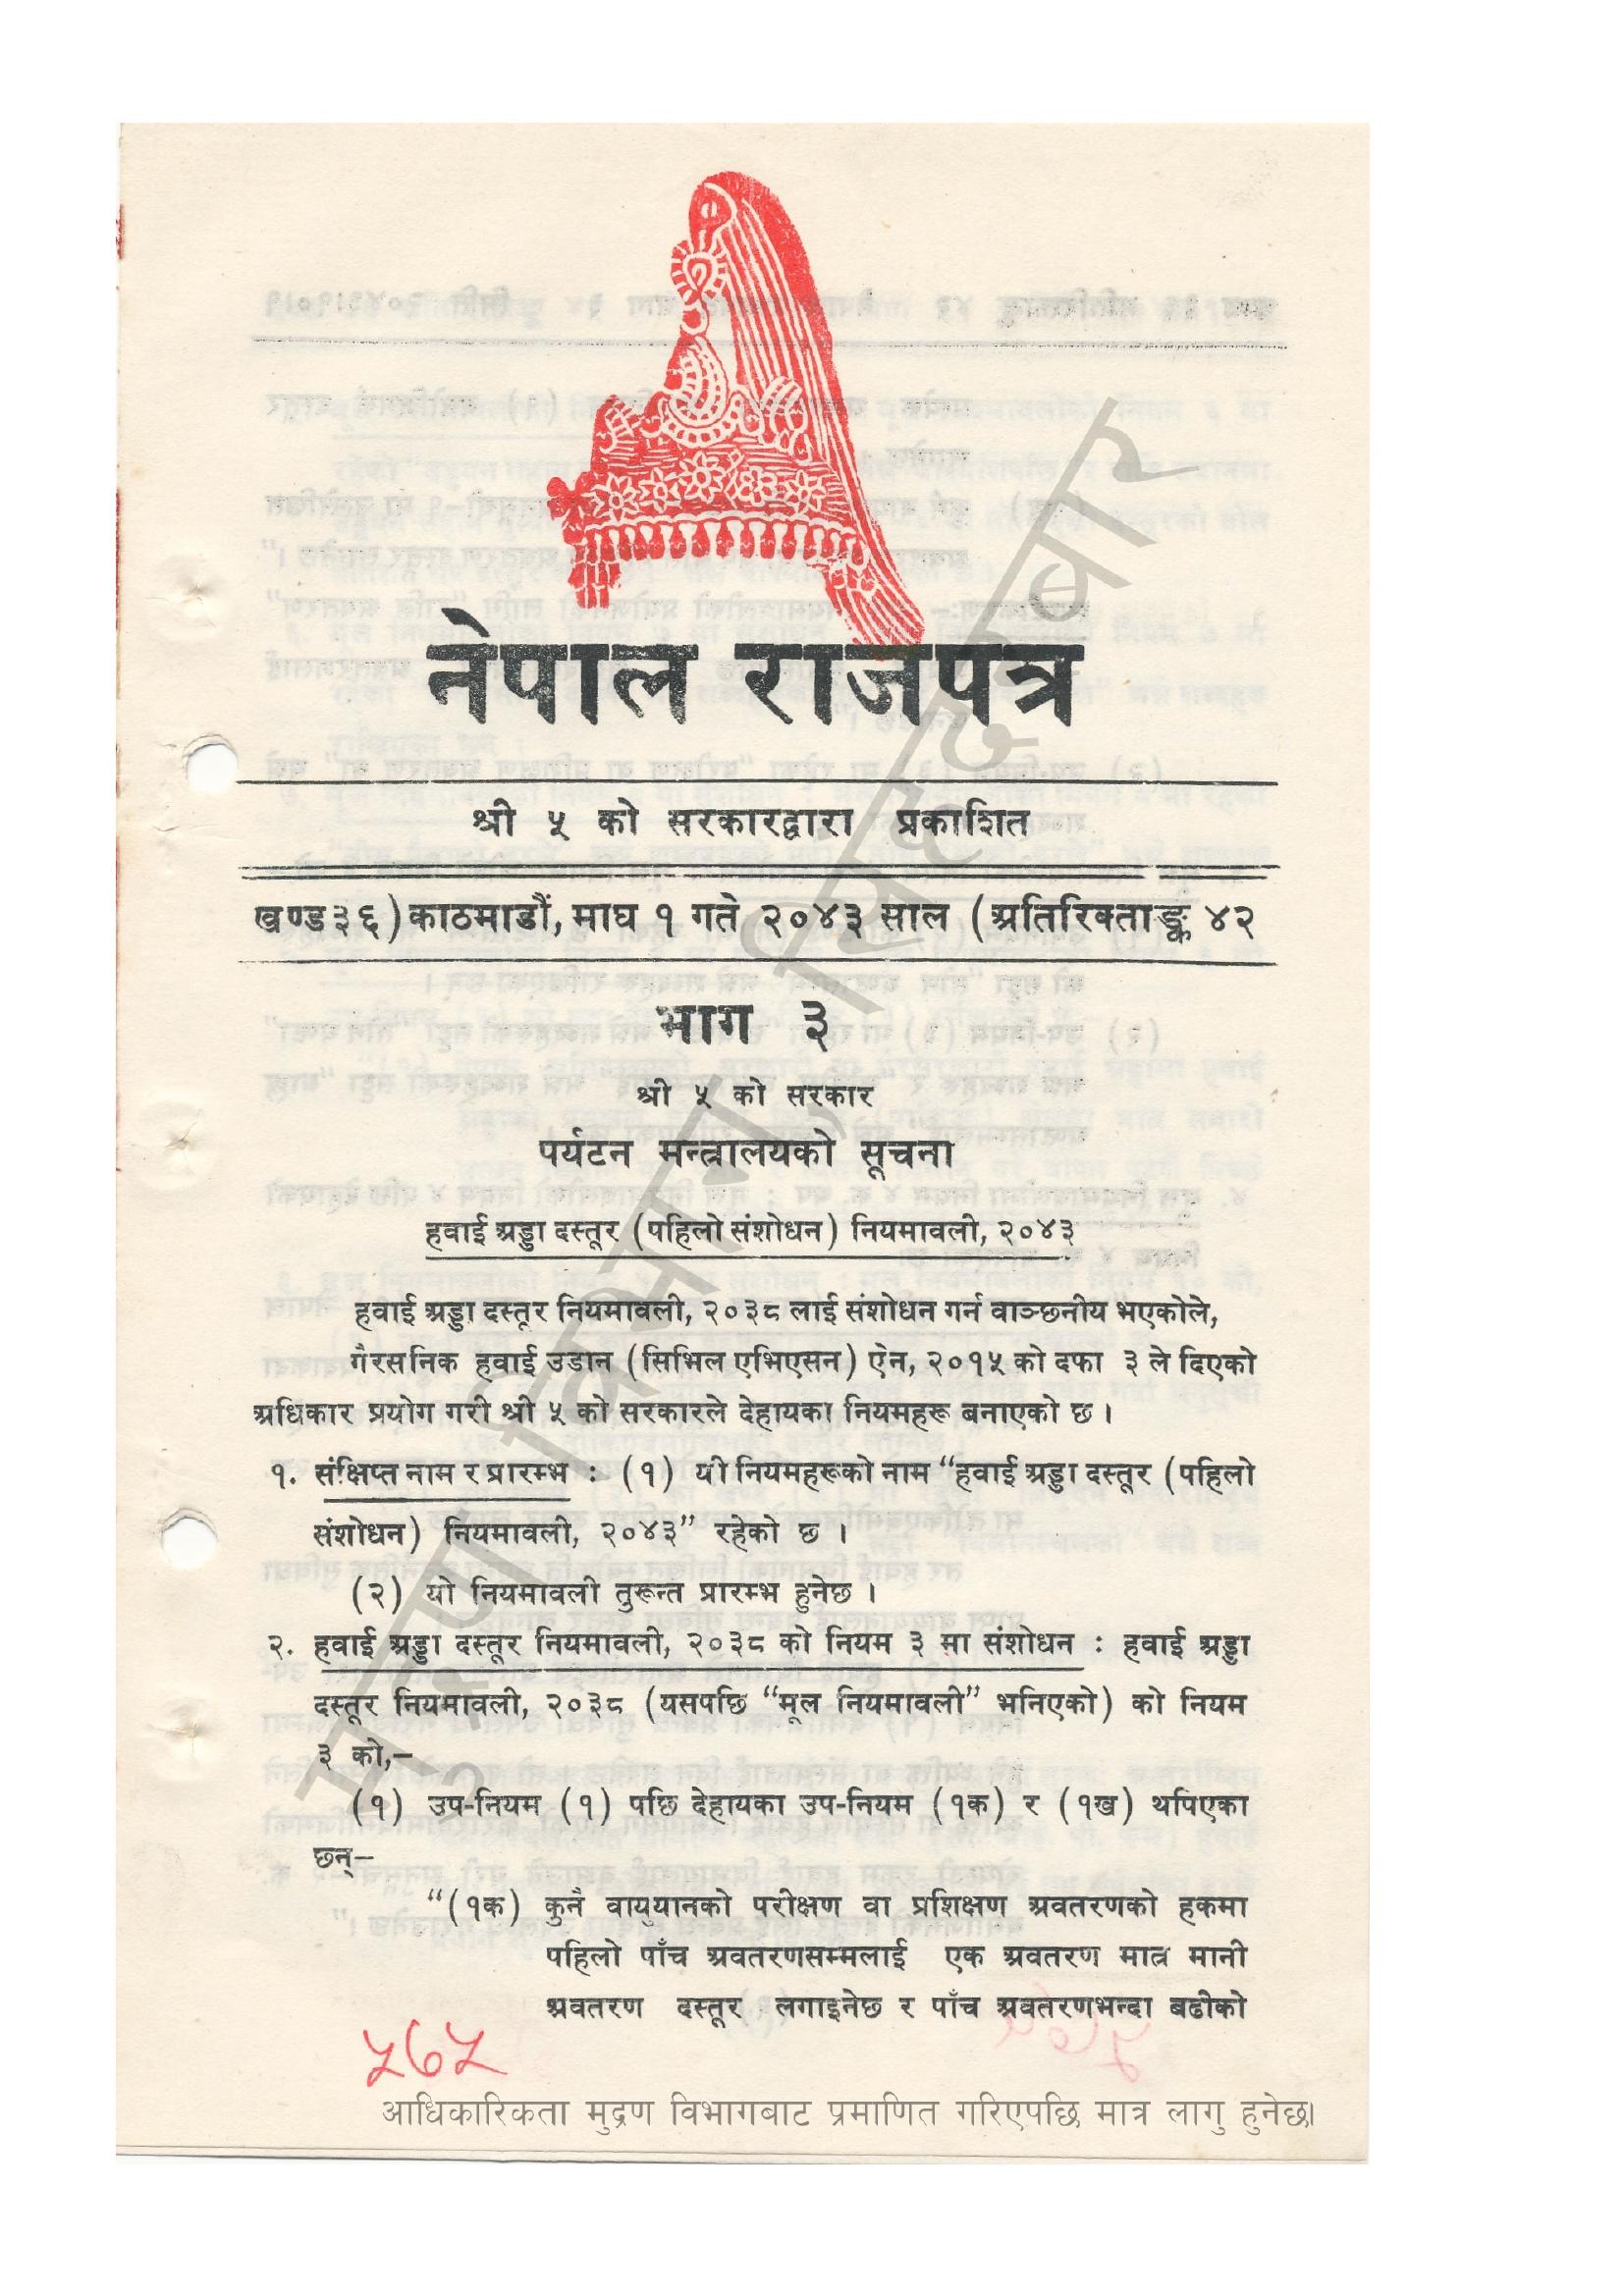 नेपाल राजपत्र
श्री ५ को सरकारद्वारा प्रकाशित
खण्ड३६) काठमाडौं, माघ १ गते २०४३ साल (अतिरिक्ताङ्क ४२
भाग ३
श्री ५ को सरकार
पर्यटन मन्त्रालयको सूचना
हवाई अड्डा दस्तूर (पहिलो संशोधन) नियमावली, २०४३
हवाई अड्डा दस्तूर नियमावली, २०३८ लाई संशोधन गर्न वाञ्छनीय भएकोले,
गैरसनिक हवाई उडान (सिभिल एभिएसन) ऐन, २०१५ को दफा ३ ले दिएको
अधिकार प्रयोग गरी श्री ५ को सरकारले देहायका नियमहरू बनाएको छ ।
१. संक्षिप्त नाम र प्रारम्भ : (१) यी नियमहरूको नाम “हवाई अड्डा दस्तूर (पहिलो
संशोधन) नियमावली, २०४३” रहेको छ ।
(२) यो नियमावली तुरून्त प्रारम्भ हुनेछ ।
२. हवाई अड्डा दस्तूर नियमावली, २०३८ को नियम ३ मा संशोधन : हवाई अड्डा
दस्तूर नियमावली, २०३८ (यसपछि “मूल नियमावली” भनिएको) को नियम
३ को,–
(१) उप-नियम (१) पछि देहायका उप-नियम (१क) र (१ख) थपिएका
छन्–
“(१क) कुनै वायुयानको परीक्षण वा प्रशिक्षण अवतरणको हकमा
पहिलो पाँच अवतरणसम्मलाई एक अवतरण मात्र मानी
अवतरण दस्तूर लगाइनेछ र पाँच अवतरणभन्दा बढीको
५७५
आधिकारिकता मुद्रण विभागबाट प्रमाणित गरिएपछि मात्र लागु हुनेछ।
मुद्रण विभाग, सिंहदरबार